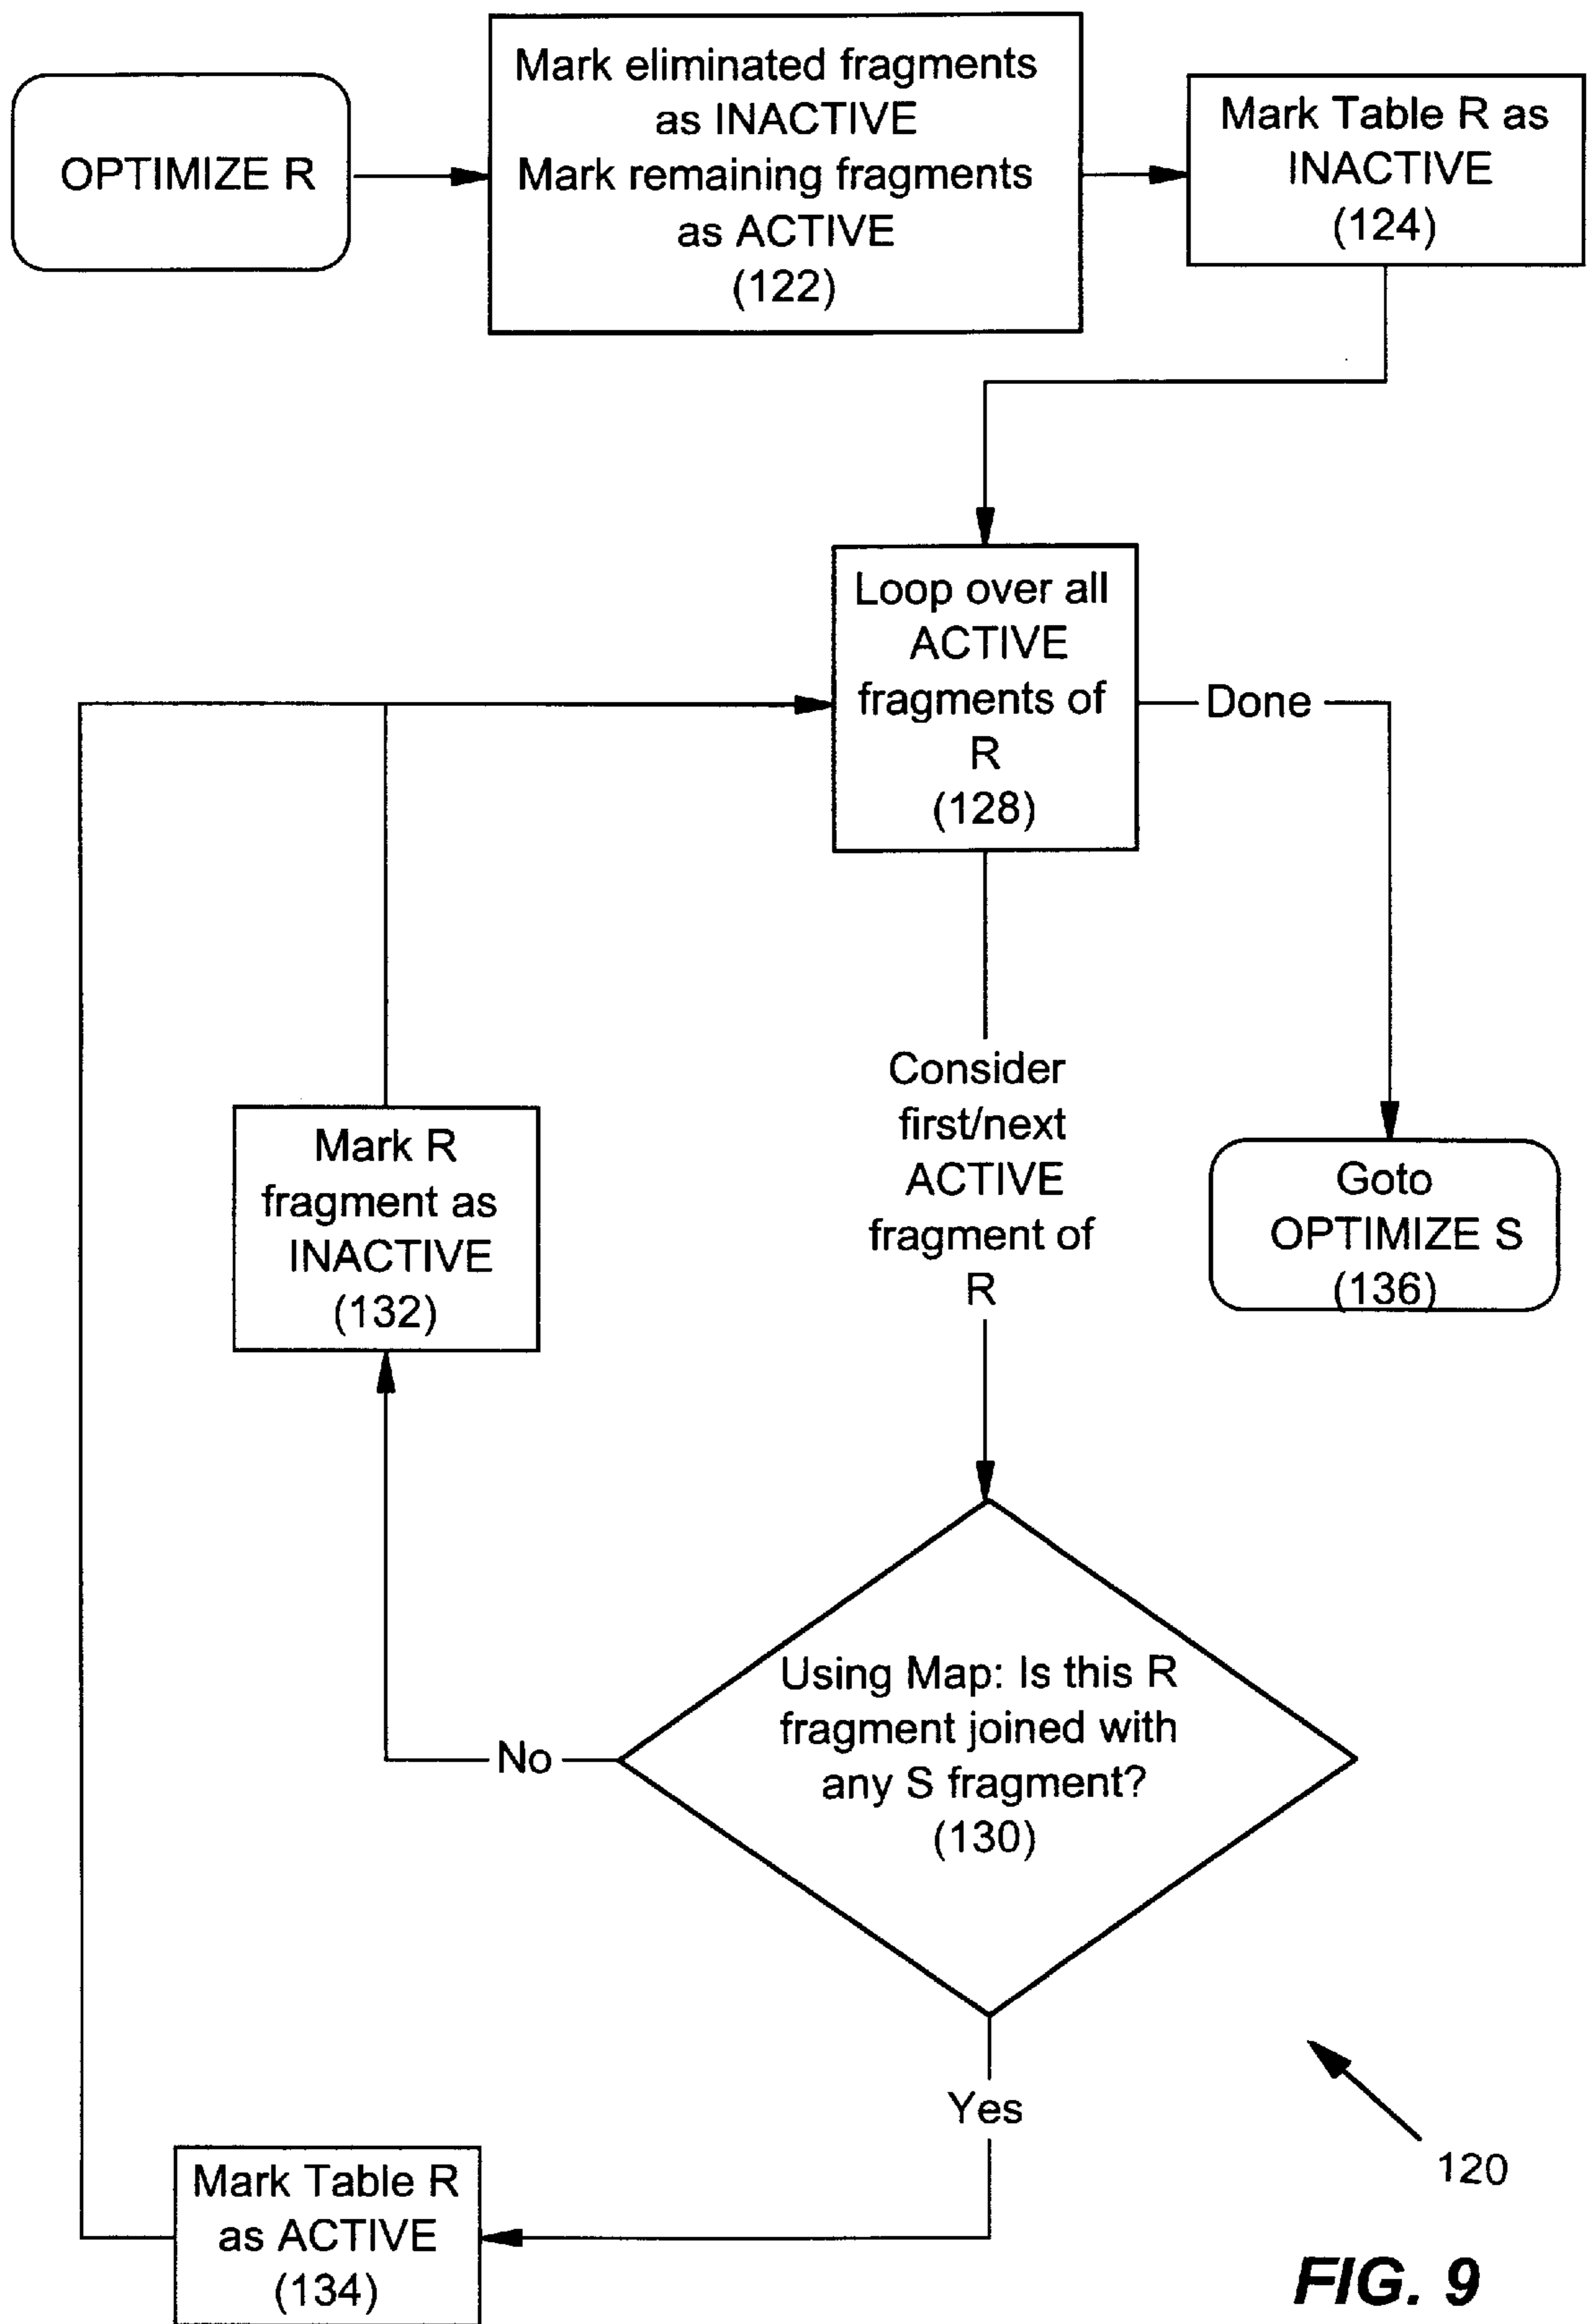 OPTIMIZE R
Mark eliminated fragments
as INACTIVE
Mark remaining fragments
as ACTIVE
(122)
Mark Table R as
INACTIVE
(124)
Loop over all
ACTIVE
fragments of
R
(128)
Done
Consider
first/next
ACTIVE
fragment of
R
Mark R
fragment as
INACTIVE
(132)
Goto
OPTIMIZE S
(136)
Using Map: Is this R
fragment joined with
any S fragment?
(130)
No
Yes
Mark Table R
as ACTIVE
(134)
120
FIG. 9